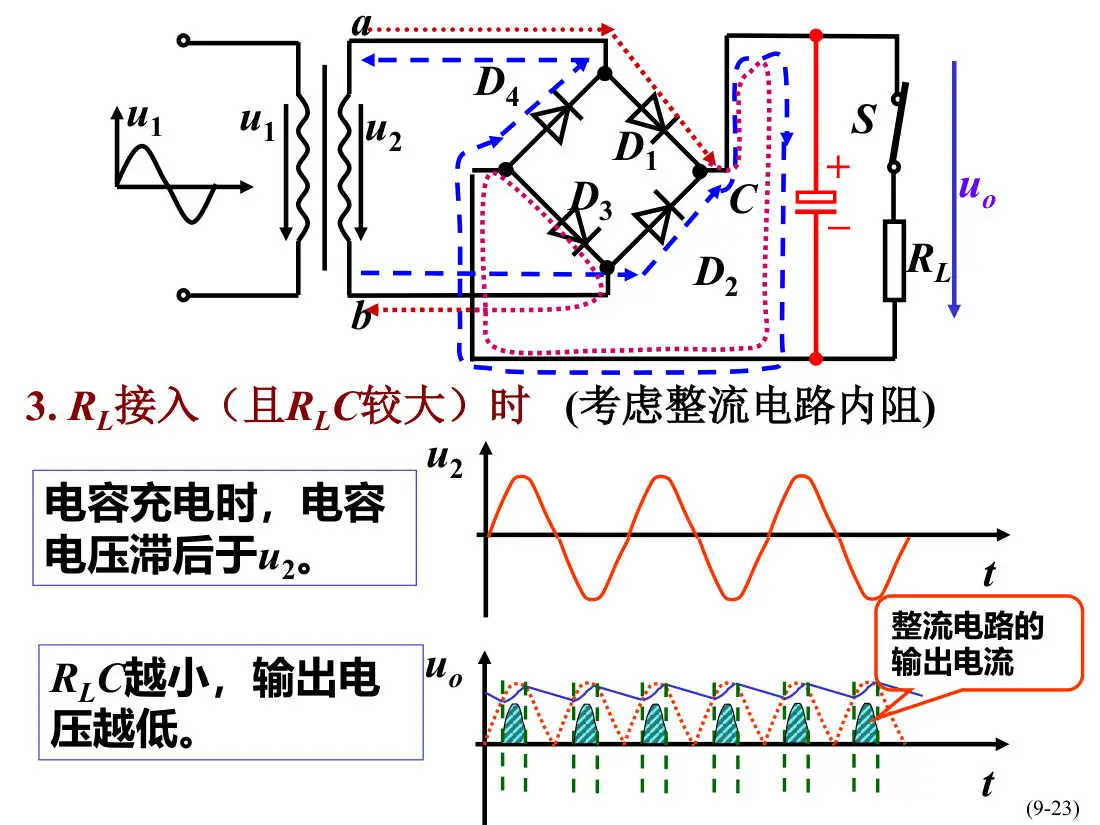 a
u1
u1
u2
D4
D1
D3
D2
C
S
+
−
uo
RL
b
3. RL接入（且RLC较大）时 (考虑整流电路内阻)
电容充电时，电容
电压滞后于u2。
u2
t
整流电路的
输出电流
RLC越小，输出电
压越低。
uo
t
(9-23)